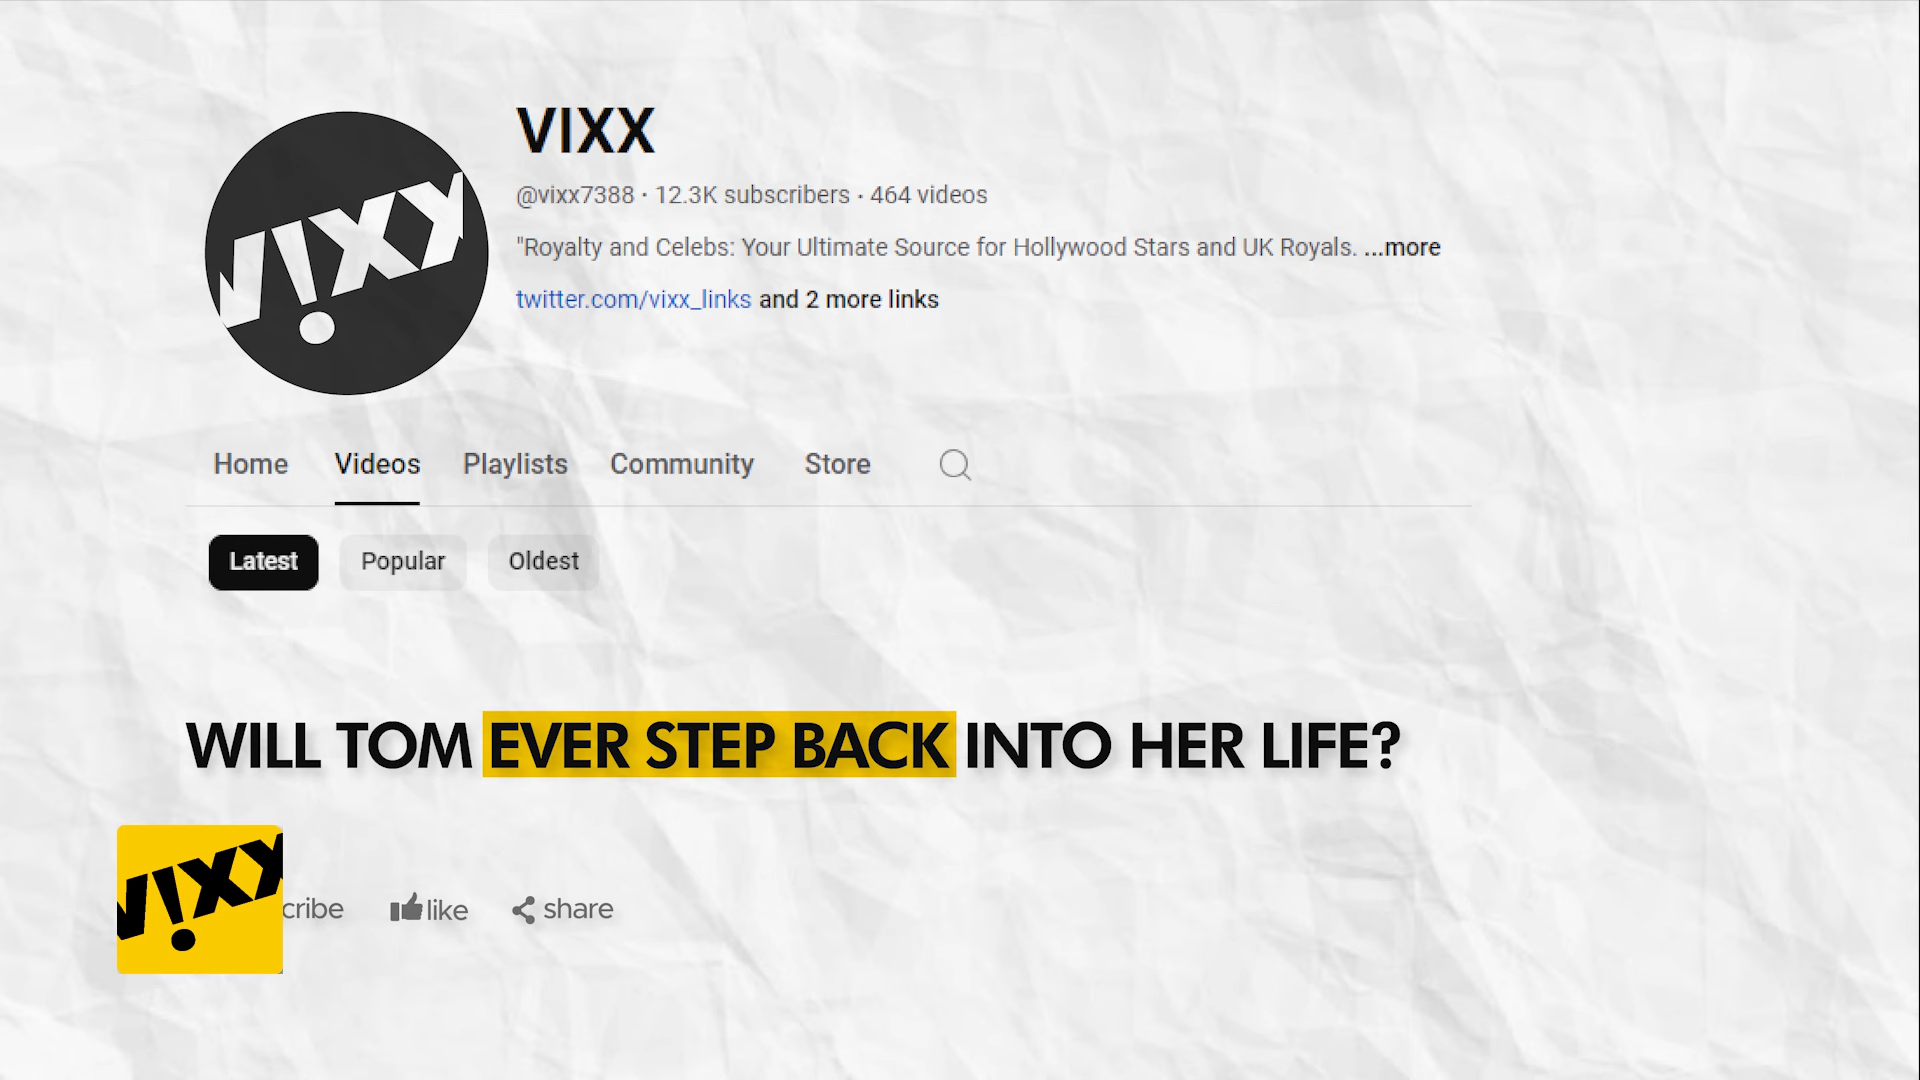 VIXX
v!xx
@vixx7388 · 12.3K subscribers · 464 videos
"Royalty and Celebs: Your Ultimate Source for Hollywood Stars and UK Royals. ...more
twitter.com/vixx_links and 2 more links
Home Videos Playlists Community Store
Latest Popular Oldest
WILL TOM EVER STEP BACK INTO HER LIFE?
v!xx
cribe like share